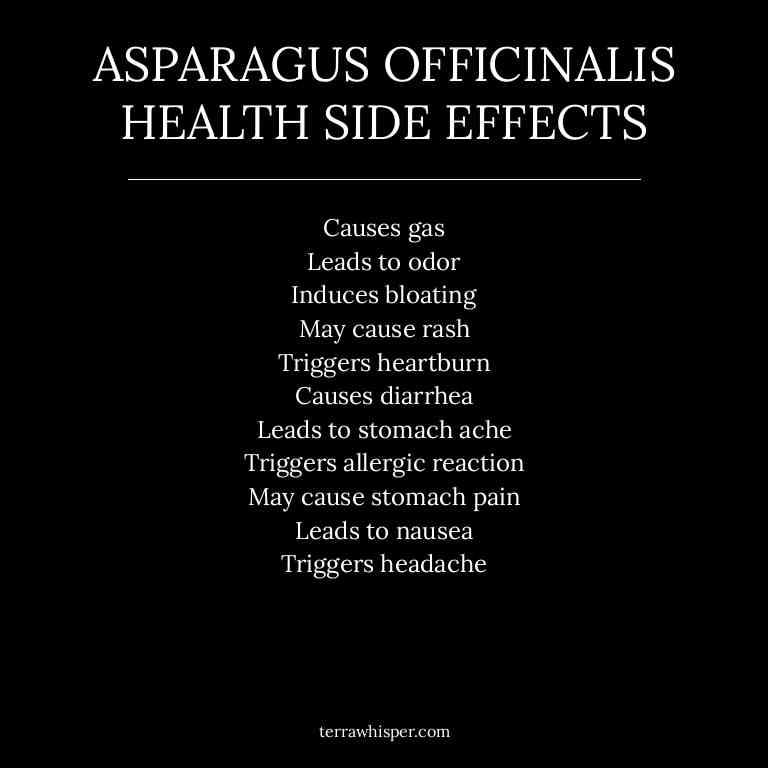 ASPARAGUS OFFICINALIS
HEALTH SIDE EFFECTS
Causes gas
Leads to odor
Induces bloating
May cause rash
Triggers heartburn
Causes diarrhea
Leads to stomach ache
Triggers allergic reaction
May cause stomach pain
Leads to nausea
Triggers headache
terrawhisper.com